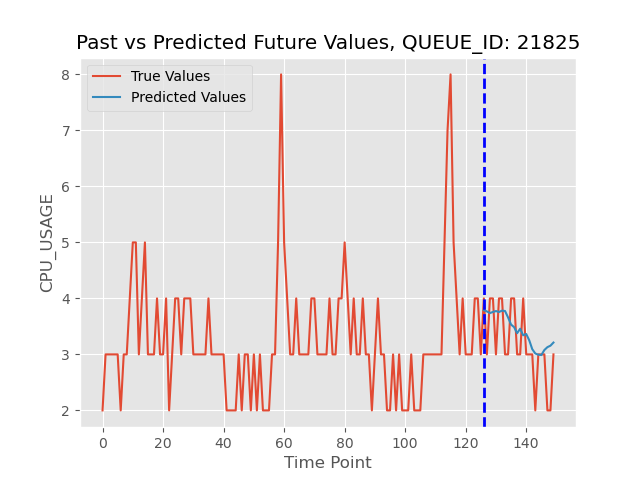 Past vs Predicted Future Values, QUEUE_ID: 21825
True Values
Predicted Values
8
7
6
5
4
3
2
CPU_USAGE
0 20 40 60 80 100 120 140
Time Point